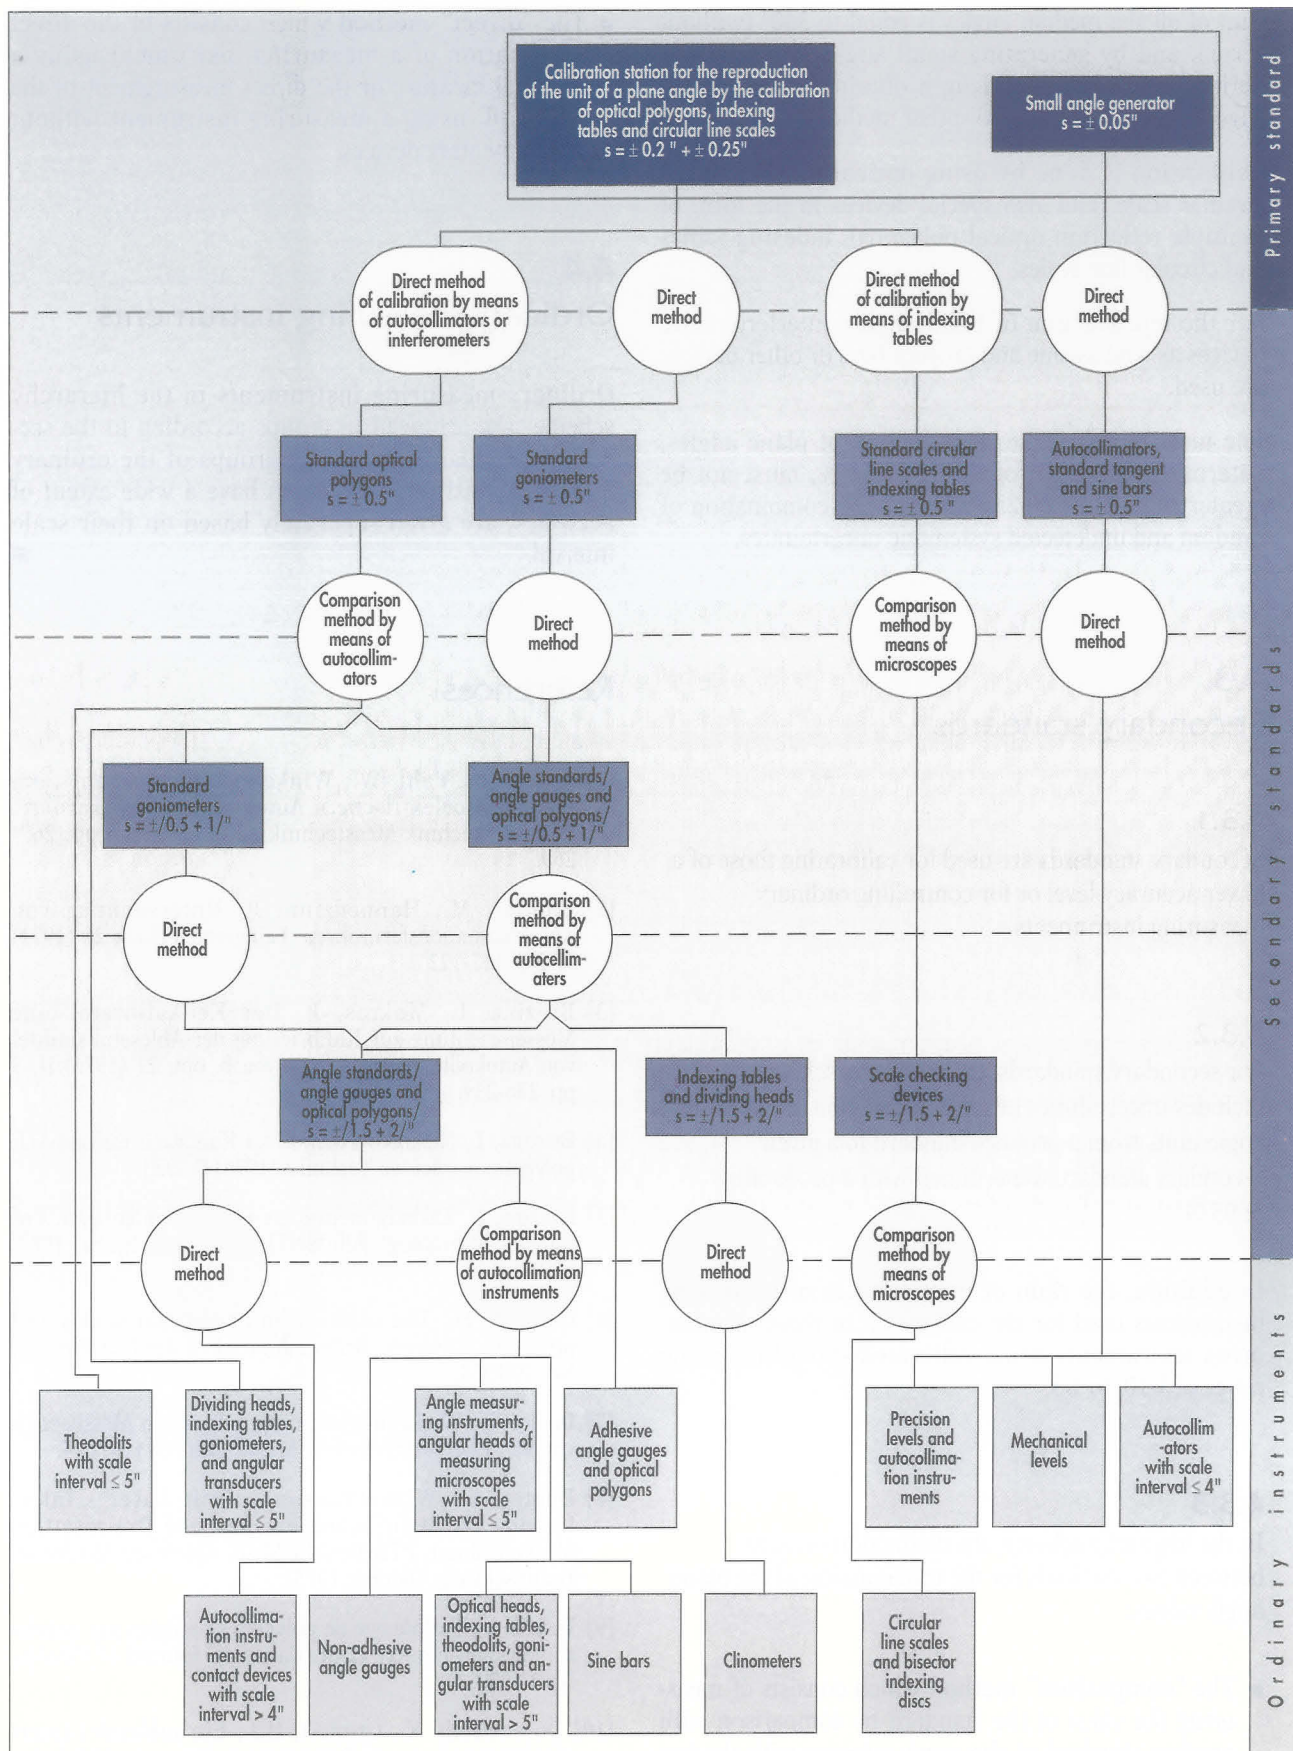 Calibration station for the reproduction
of the unit of a plane angle by the calibration
of optical polygons, indexing
tables and circular line scales
s = ± 0.2 " + ± 0.25"
Small angle generator
s = ± 0.05"
Primary standard
Direct method
of calibration by means
of autocollimators or
interferometers
Direct
method
Direct method
of calibration by
means of indexing
tables
Direct
method
Standard optical
polygons
s = ± 0.5"
Standard
goniometers
s = ± 0.5"
Standard circular
line scales and
indexing tables
s = ± 0.5 "
Autocollimators,
standard tangent
and sine bars
s = ± 0.5"
Comparison
method by
means of
autocollim-
ators
Direct
method
Comparison
method by
means of
microscopes
Direct
method
Secondary standards
Standard
goniometers
s = ±/0.5 + 1/"
Angle standards/
angle gauges and
optical polygons/
s = ±/0.5 + 1/"
Direct
method
Comparison
method by
means of
autocellim-
aters
Angle standards/
angle gauges and
optical polygons/
s = ±/1.5 + 2/"
Indexing tables
and dividing heads
s = ±/1.5 + 2/"
Scale checking
devices
s = ±/1.5 + 2/"
Direct
method
Comparison
method by means
of autocollimation
instruments
Direct
method
Comparison
method by
means of
microscopes
Ordinary instruments
Theodolits
with scale
interval ≤ 5"
Dividing heads,
indexing tables,
goniometers,
and angular
transducers
with scale
interval ≤ 5"
Angle measur-
ing instruments,
angular heads of
measuring
microscopes
with scale
interval ≤ 5"
Adhesive
angle gauges
and optical
polygons
Precision
levels and
autocollima-
tion instru-
ments
Mechanical
levels
Autocollim
-ators
with scale
interval ≤ 4"
Autocollima-
tion instru-
ments and
contact devices
with scale
interval > 4"
Non-adhesive
angle gauges
Optical heads,
indexing tables,
theodolits, goni-
ometers and an-
gular transducers
with scale
interval > 5"
Sine bars
Clinometers
Circular
line scales
and bisector
indexing
discs